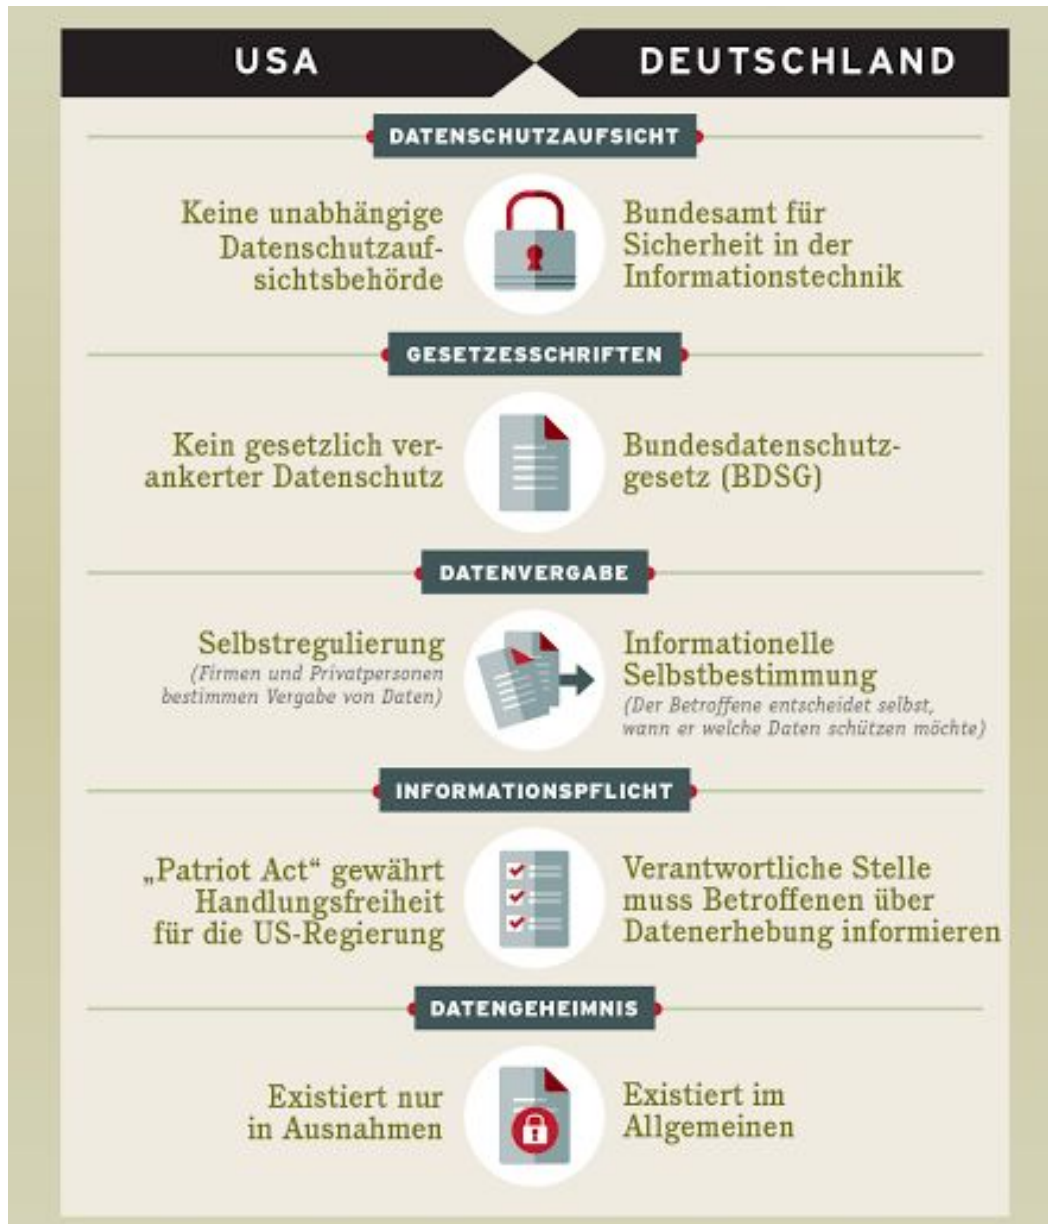 USA
DEUTSCHLAND
DATENSCHUTZAUFSICHT
Keine unabhängige
Datenschutzauf-
sichtsbehörde
Bundesamt für
Sicherheit in der
Informationstechnik
GESETZESSCHRIFTEN
Kein gesetzlich ver-
ankerter Datenschutz
Bundesdatenschutz-
gesetz (BDSG)
DATENVERGABE
Selbstregulierung
(Firmen und Privatpersonen
bestimmen Vergabe von Daten)
Informationelle
Selbstbestimmung
(Der Betroffene entscheidet selbst,
wann er welche Daten schützen möchte)
INFORMATIONSPFLICHT
„Patriot Act“ gewährt
Handlungsfreiheit
für die US-Regierung
Verantwortliche Stelle
muss Betroffenen über
Datenerhebung informieren
DATENGEHEIMNIS
Existiert nur
in Ausnahmen
Existiert im
Allgemeinen